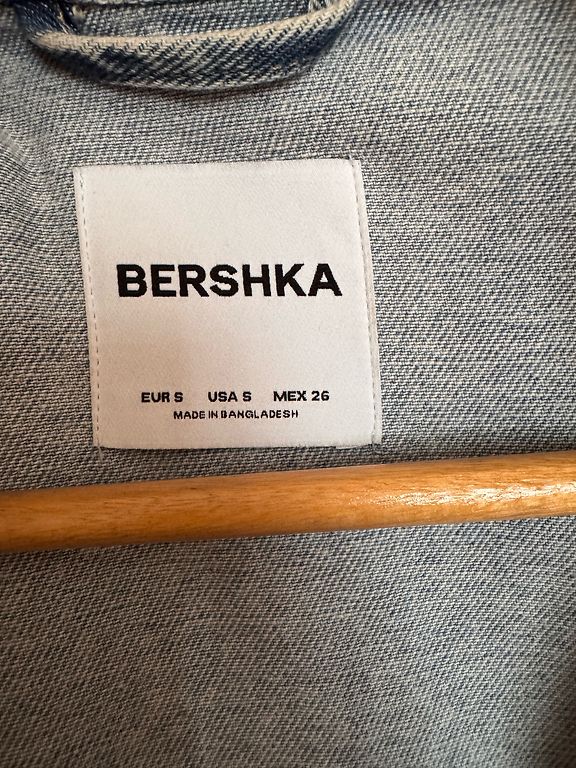 BERSHKA
EUR S USA S MEX 26
MADE IN BANGLADESH